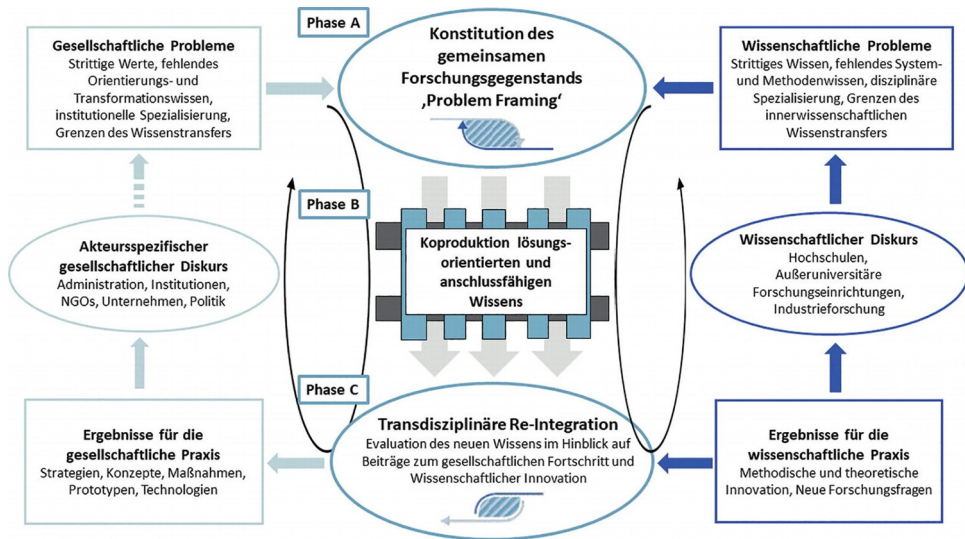 Phase A
Gesellschaftliche Probleme
Strittige Werte, fehlendes
Orientierungs- und
Transformationswissen,
institutionelle Spezialisierung,
Grenzen des Wissenstransfers
Konstitution des
gemeinsamen
Forschungsgegenstands
‚Problem Framing‘
Wissenschaftliche Probleme
Strittiges Wissen, fehlendes System-
und Methodenwissen, disziplinäre
Spezialisierung, Grenzen des
innerwissenschaftlichen
Wissenstransfers
Phase B
Akteursspezifischer
gesellschaftlicher Diskurs
Administration, Institutionen,
NGOs, Unternehmen, Politik
Koproduktion lösungs-
orientierten und
anschlussfähigen
Wissens
Wissenschaftlicher Diskurs
Hochschulen,
Außeruniversitäre
Forschungseinrichtungen,
Industrieforschung
Phase C
Ergebnisse für die
gesellschaftliche Praxis
Strategien, Konzepte, Maßnahmen,
Prototypen, Technologien
Transdisziplinäre Re-Integration
Evaluation des neuen Wissens im Hinblick auf
Beiträge zum gesellschaftlichen Fortschritt und
Wissenschaftlicher Innovation
Ergebnisse für die
wissenschaftliche Praxis
Methodische und theoretische
Innovation, Neue Forschungsfragen